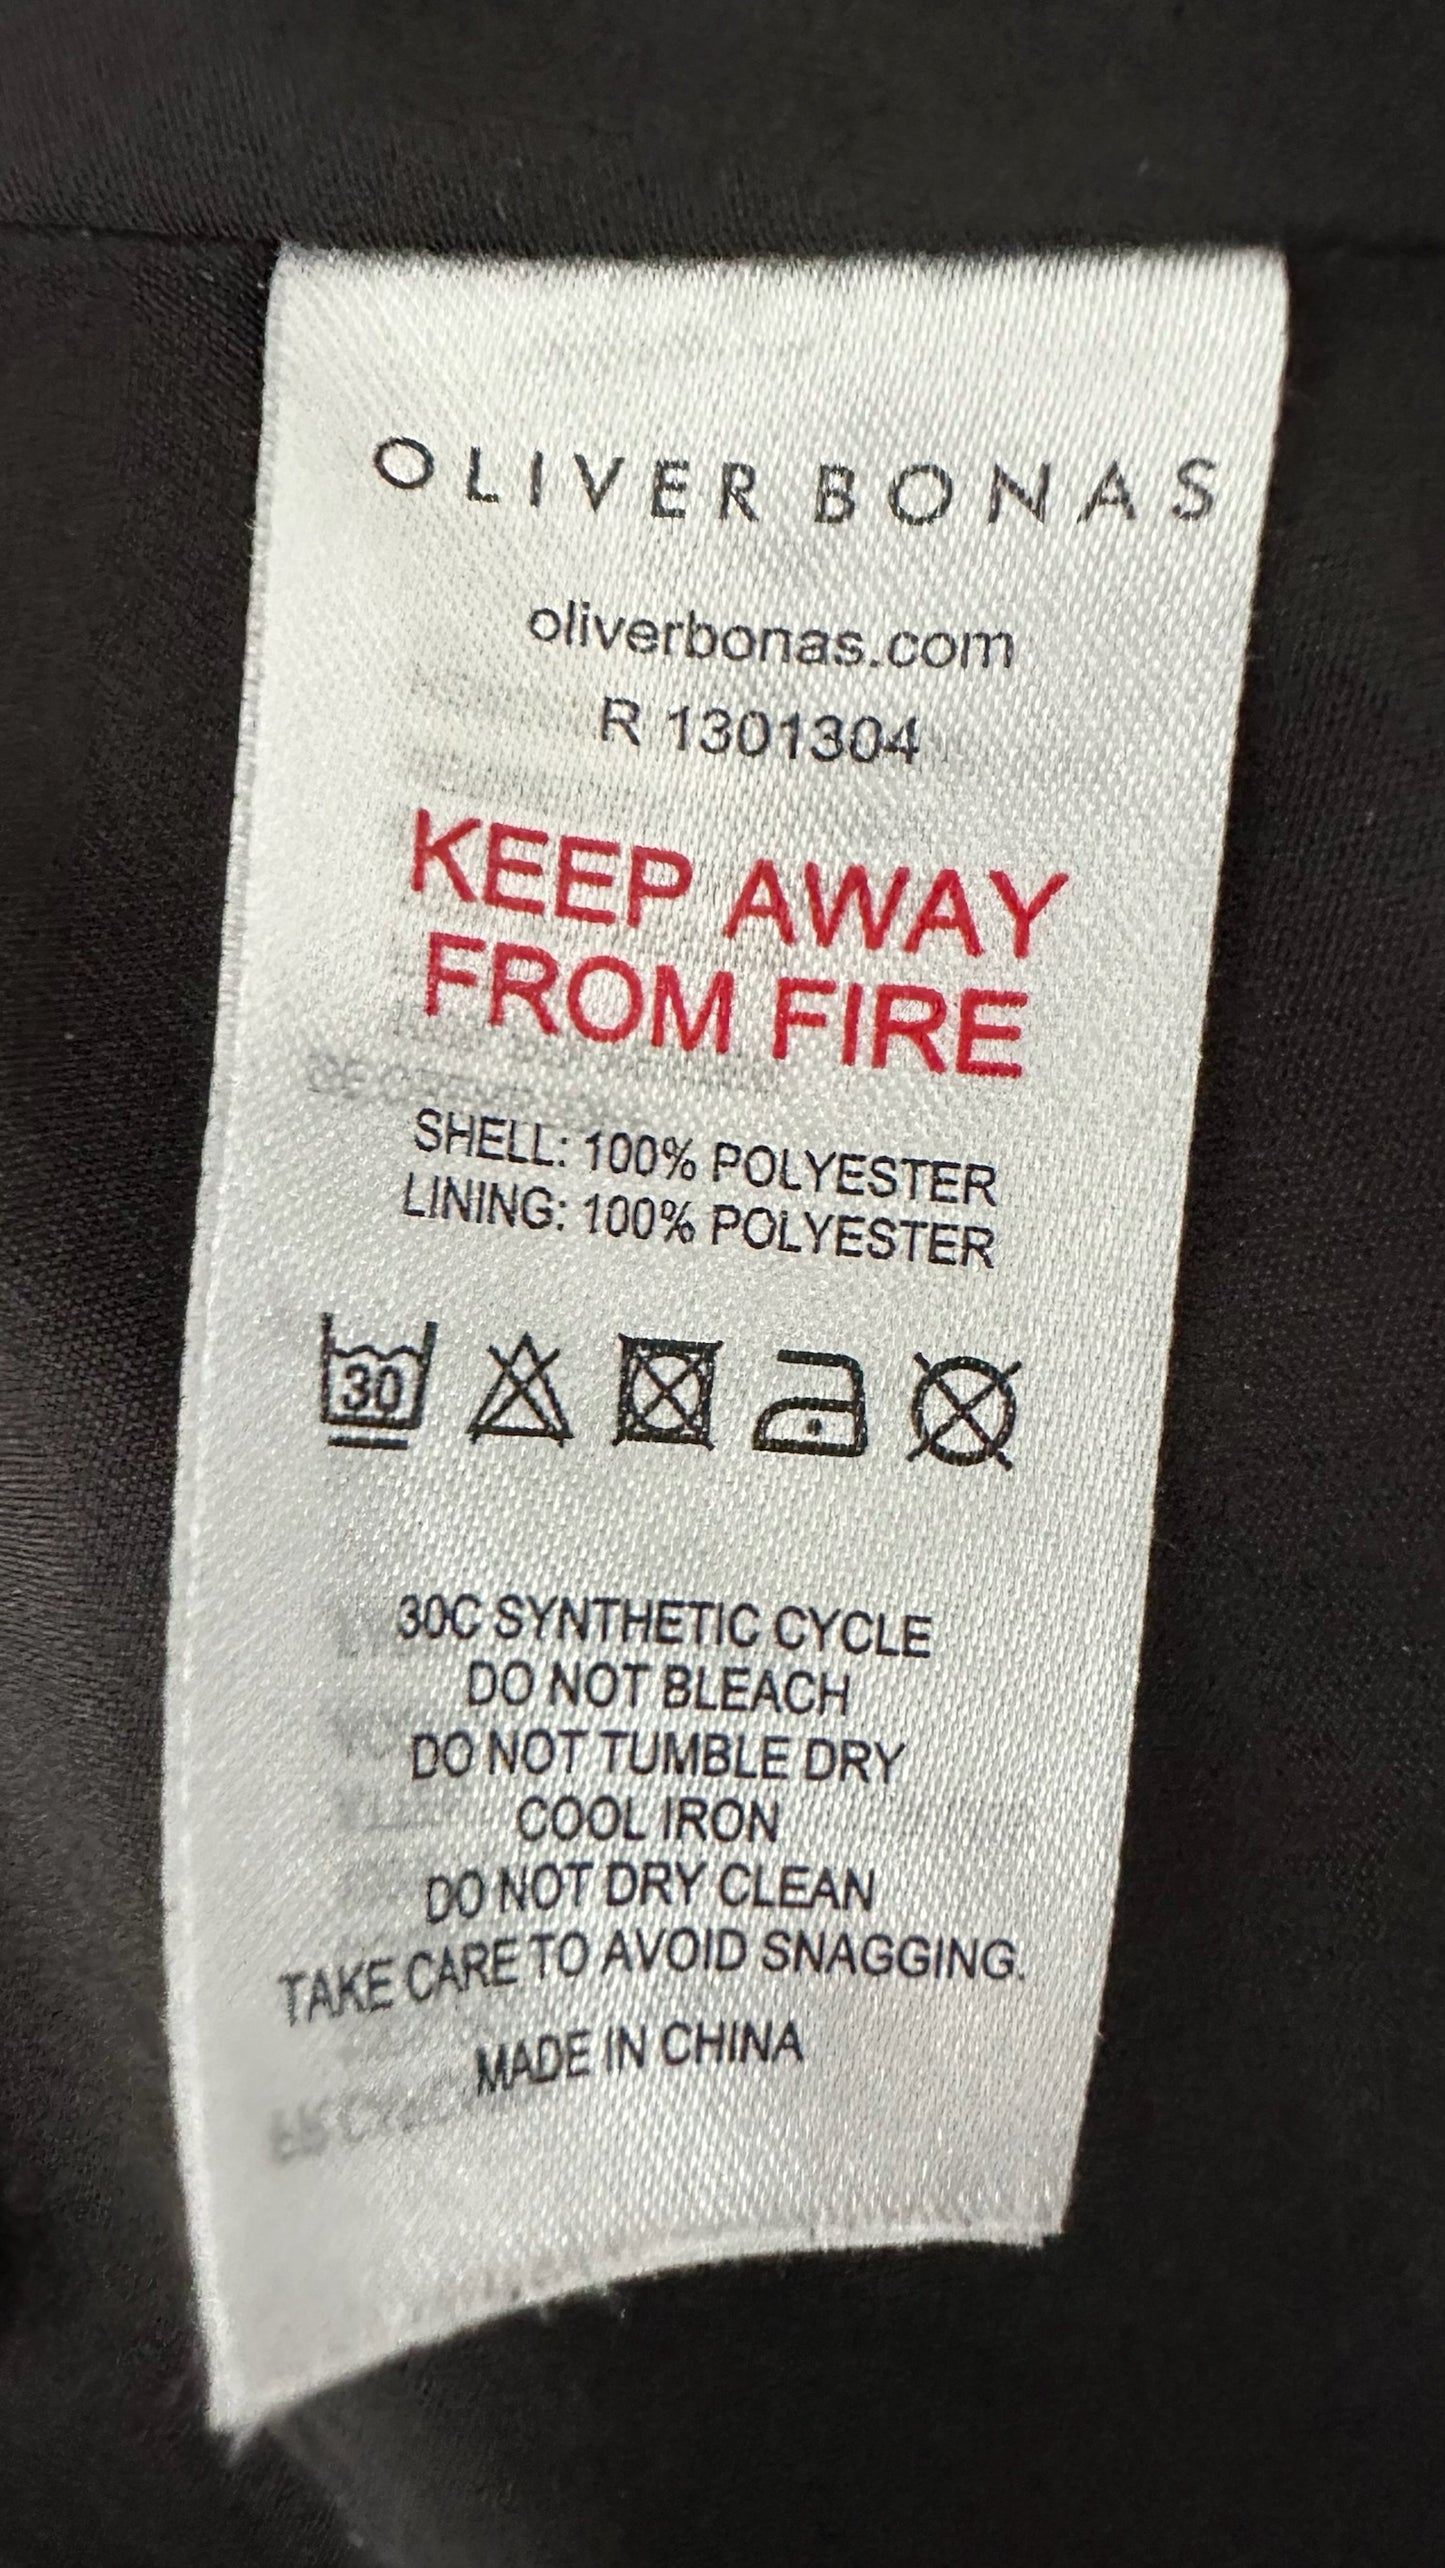 OLIVER BONAS
oliverbonas.com
R 1301304
KEEP AWAY
FROM FIRE
SHELL: 100% POLYESTER
LINING: 100% POLYESTER
30
30C SYNTHETIC CYCLE
DO NOT BLEACH
DO NOT TUMBLE DRY
COOL IRON
DO NOT DRY CLEAN
TAKE CARE TO AVOID SNAGGING.
MADE IN CHINA